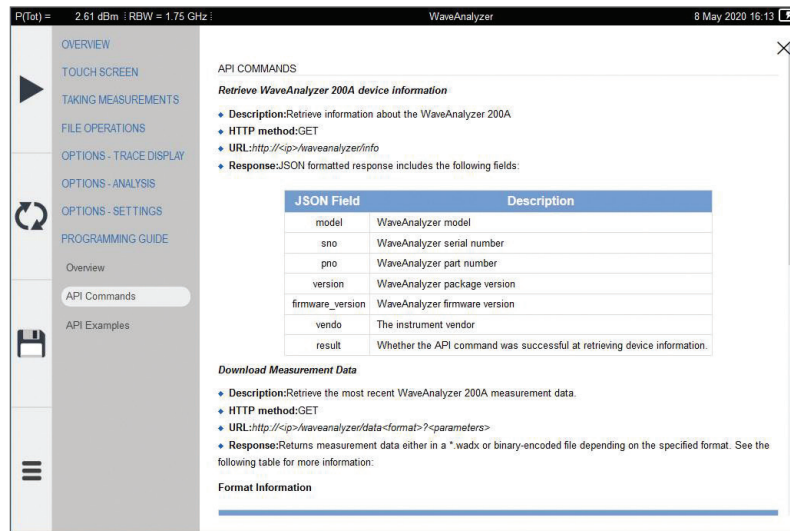 P(Tot) = 2.61 dBm RBW = 1.75 GHz WaveAnalyzer 8 May 2020 16:13
OVERVIEW
TOUCH SCREEN
TAKING MEASUREMENTS
FILE OPERATIONS
OPTIONS - TRACE DISPLAY
OPTIONS - ANALYSIS
OPTIONS - SETTINGS
PROGRAMMING GUIDE
Overview
API Commands
API Examples
API COMMANDS
Retrieve WaveAnalyzer 200A device information
Description:Retrieve information about the WaveAnalyzer 200A
HTTP method:GET
URL:http://<ip>/waveanalyzer/info
Response:JSON formatted response includes the following fields:
JSON Field Description
model WaveAnalyzer model
sno WaveAnalyzer serial number
pno WaveAnalyzer part number
version WaveAnalyzer package version
firmware_version WaveAnalyzer firmware version
vendo The instrument vendor
result Whether the API command was successful at retrieving device information.
Download Measurement Data
Description:Retrieve the most recent WaveAnalyzer 200A measurement data.
HTTP method:GET
URL:http://<ip>/waveanalyzer/data<format>?<parameters>
Response:Returns measurement data either in a *.wadx or binary-encoded file depending on the specified format. See the
following table for more information:
Format Information